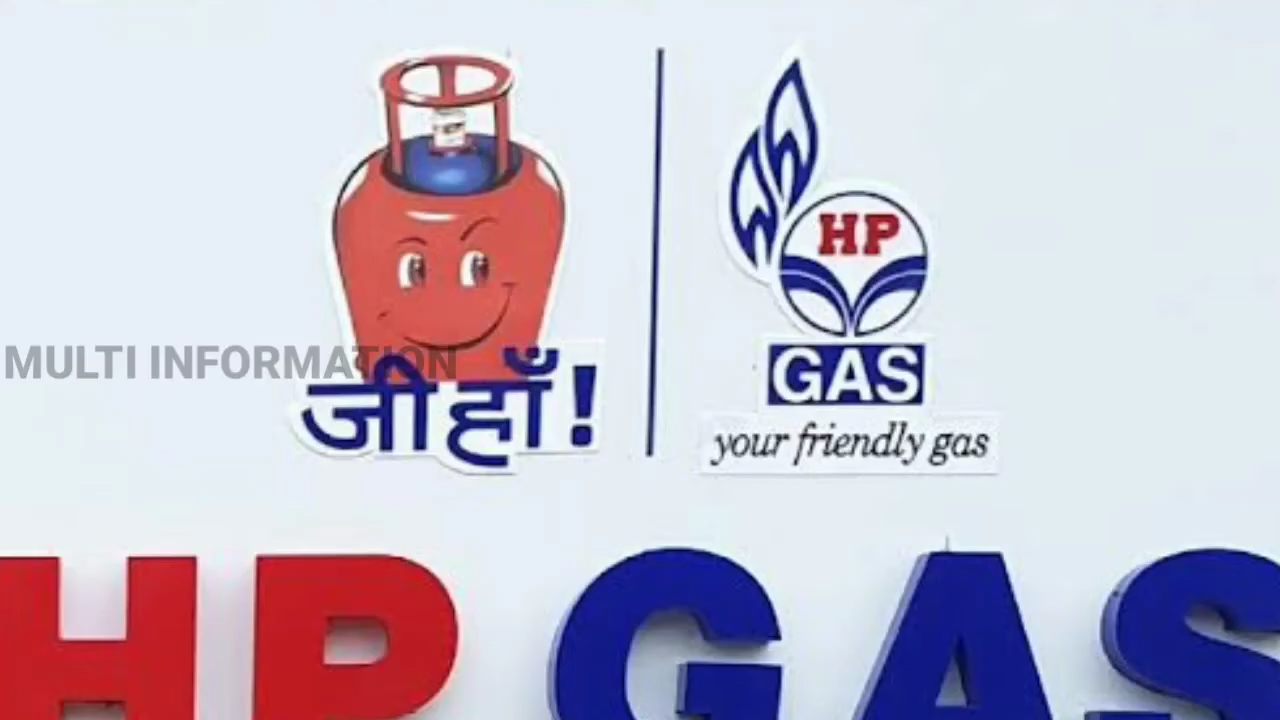 HP
GAS
your friendly gas
MULTI INFORMATION
जी हाँ!
HP GAS